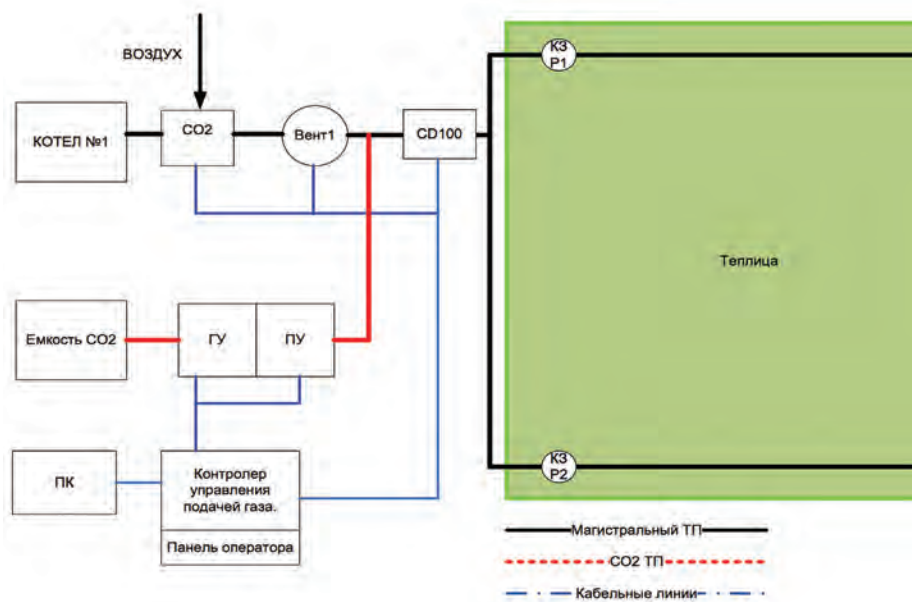 ВОЗДУХ
КЗ
Р1
КОТЕЛ №1
СО2
Вент1
CD100
Теплица
Емкость СО2
ГУ
ПУ
ПК
Контролер
управления
подачей газа.
Панель оператора
КЗ
Р2
Магистральный ТП
СО2 ТП
Кабельные линии